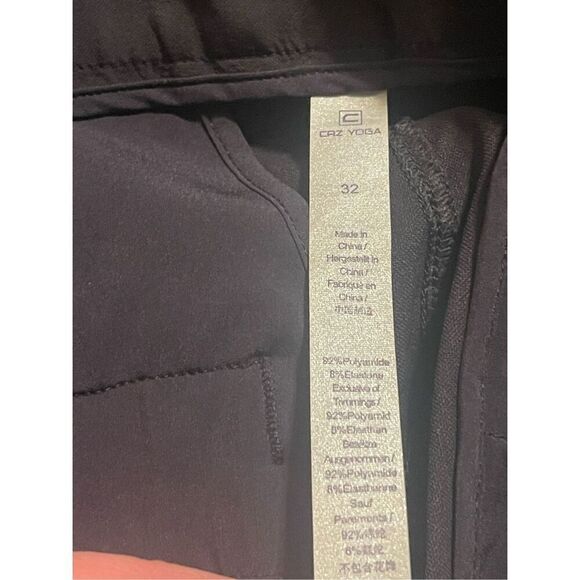 CRZ YOGA
32
Made in
China /
Hergestellt in
China /
Fabriqué en
China /
中国制造
92%Polyamide
8%Elastane
Exclusive of
Trimmings /
92%Polyamid
8%Elasthan
Besätze
Ausgenommen /
92%Polyamide
8%Elasthanne
Sauf
Parements /
92%锦纶
8%氨纶
不包含花饰